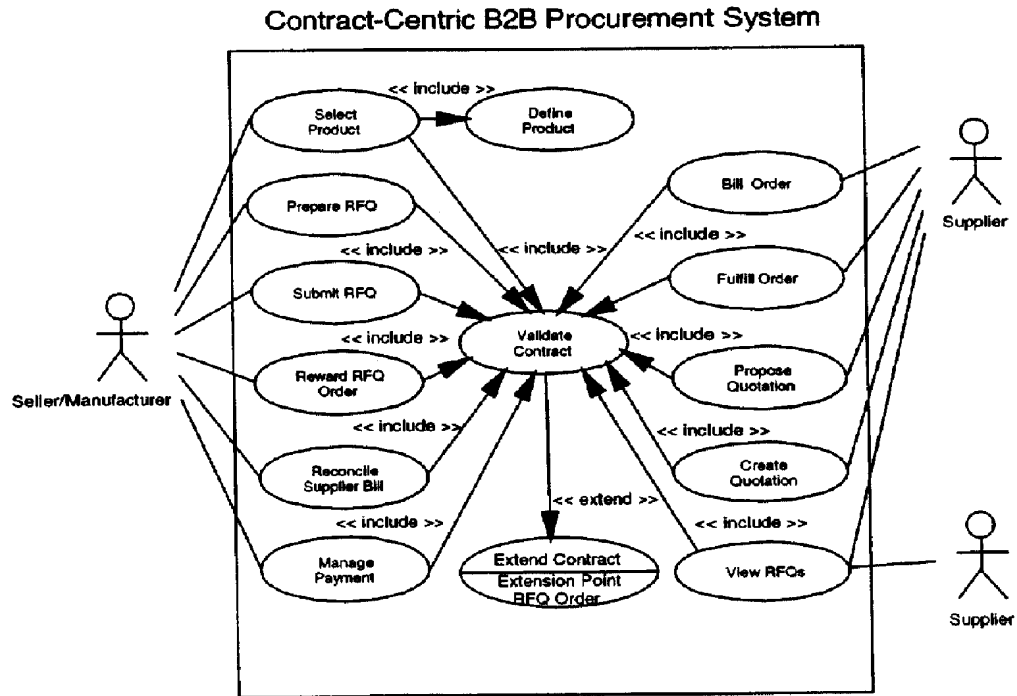 Contract-Centric B2B Procurement System
<< include >>
Select
Product
Define
Product
Bill Order
Supplier
Prepare RFQ
<< include >>
<< include >>
<< include >>
Submit RFQ
Fulfill Order
Validate
Contract
<< include >>
<< include >>
Reward RFQ
Order
Propose
Quotation
Seller/Manufacturer
<< include >>
<< include >>
Reconcile
Supplier Bill
Create
Quotation
<< extend >>
<< include >>
<< include >>
Manage
Payment
Extend Contract
Extension Point
RFQ Order
View RFQs
Supplier